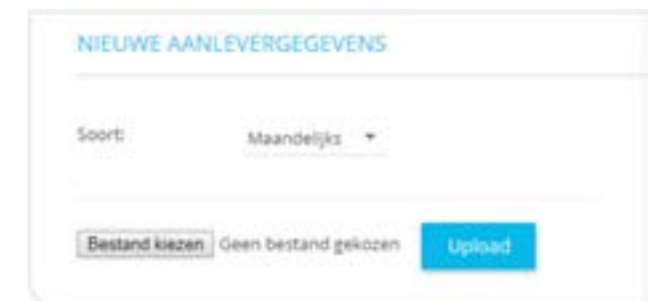 NIEUWE AANLEVERGEGEVENS
Soort: Maandelijks
Bestand kiezen Geen bestand gekozen Upload